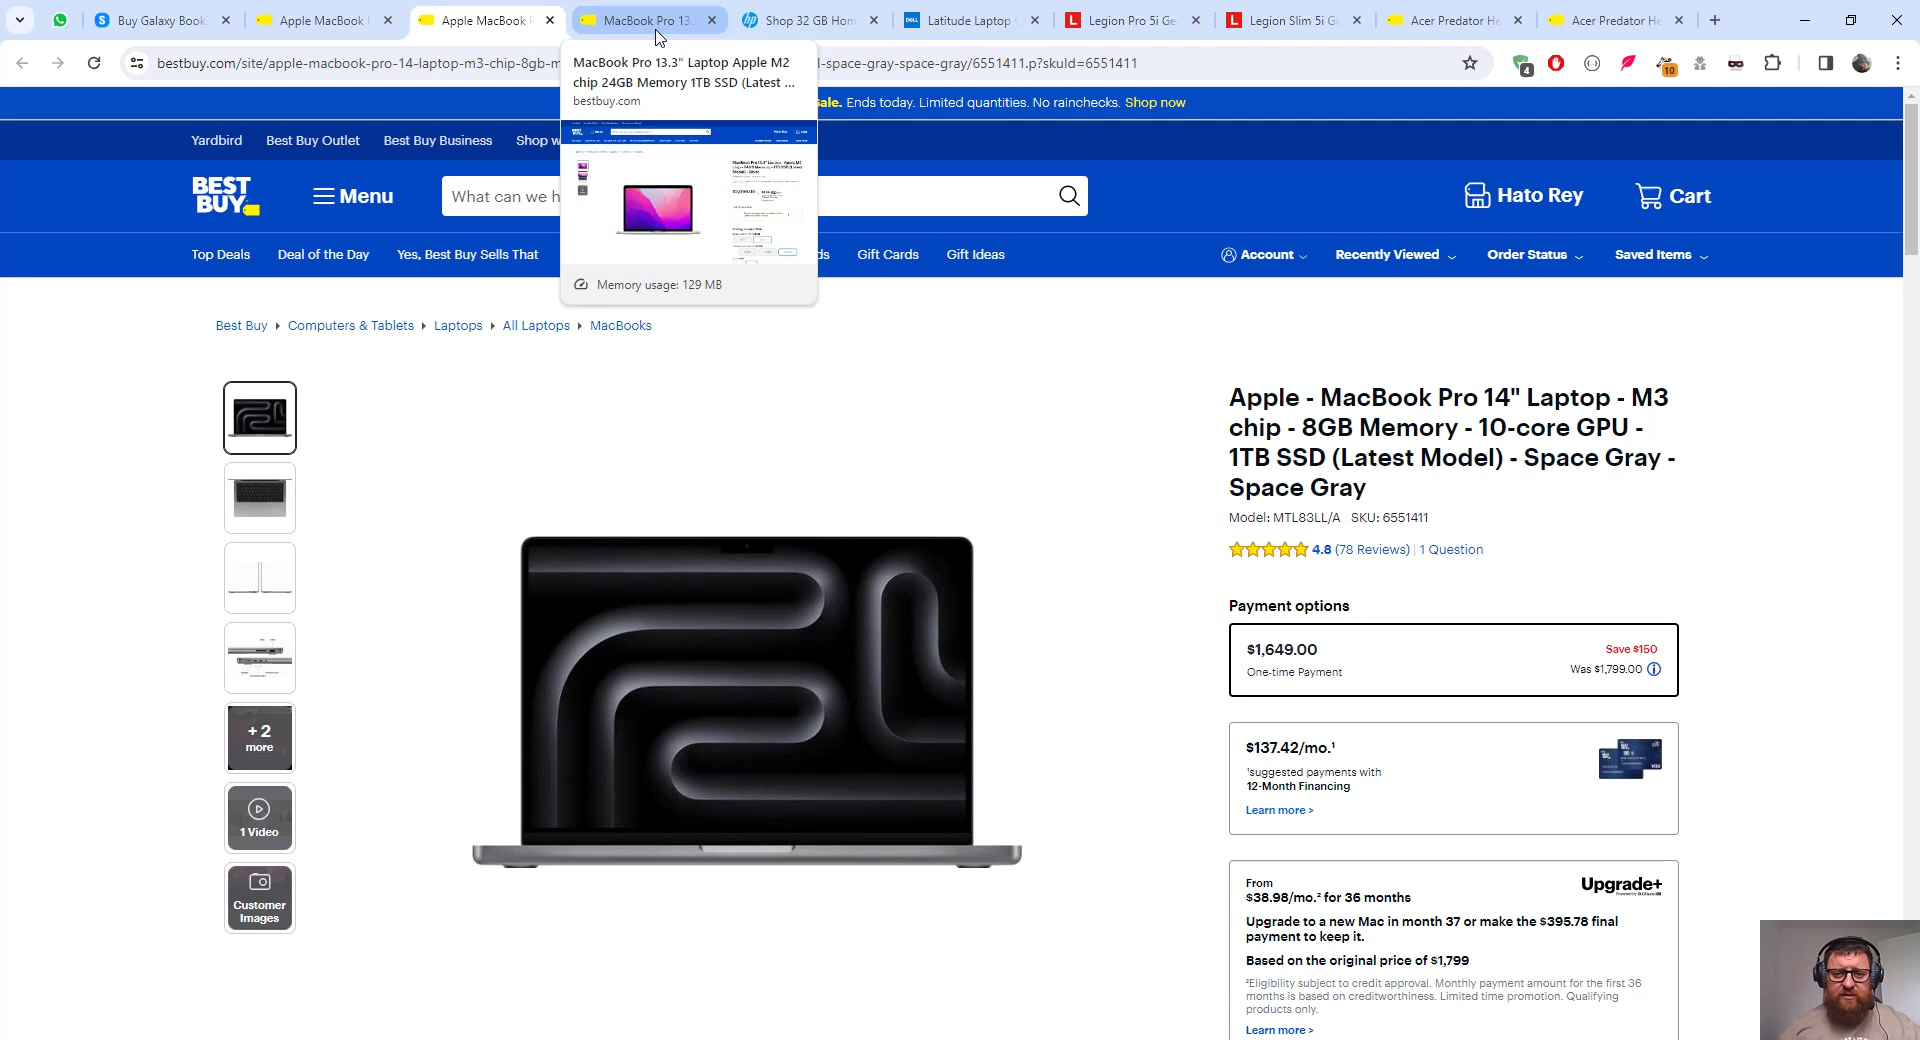 Buy Galaxy Book
Apple MacBook P
Apple MacBook P
MacBook Pro 13.
Shop 32 GB Hom
Latitude Laptop
Legion Pro 5i Ge
Legion Slim 5i Ge
Acer Predator He
Acer Predator He
bestbuy.com/site/apple-macbook-pro-14-laptop-m3-chip-8gb-m
l-space-gray-space-gray/6551411.p?skuId=6551411
4
10
MacBook Pro 13.3" Laptop Apple M2
chip 24GB Memory 1TB SSD (Latest ...
bestbuy.com
Memory usage: 129 MB
Sale. Ends today. Limited quantities. No rainchecks. Shop now
Yardbird
Best Buy Outlet
Best Buy Business
Shop w
BEST BUY
Menu
What can we h
Hato Rey
Cart
Top Deals
Deal of the Day
Yes, Best Buy Sells That
ds
Gift Cards
Gift Ideas
Account
Recently Viewed
Order Status
Saved Items
Best Buy
Computers & Tablets
Laptops
All Laptops
MacBooks
+ 2
more
1 Video
Customer
Images
Apple - MacBook Pro 14" Laptop - M3
chip - 8GB Memory - 10-core GPU -
1TB SSD (Latest Model) - Space Gray -
Space Gray
Model: MTL83LL/A SKU: 6551411
4.8 (78 Reviews) | 1 Question
Payment options
$1,649.00
Save $150
One-time Payment
Was $1,799.00
$137.42/mo.¹
¹suggested payments with
12-Month Financing
Learn more >
From
$38.98/mo.² for 36 months
Upgrade+
Upgrade to a new Mac in month 37 or make the $395.78 final
payment to keep it.
Based on the original price of $1,799
²Eligibility subject to credit approval. Monthly payment amount for the first 36
months is based on creditworthiness. Limited time promotion. Qualifying
products only.
Learn more >